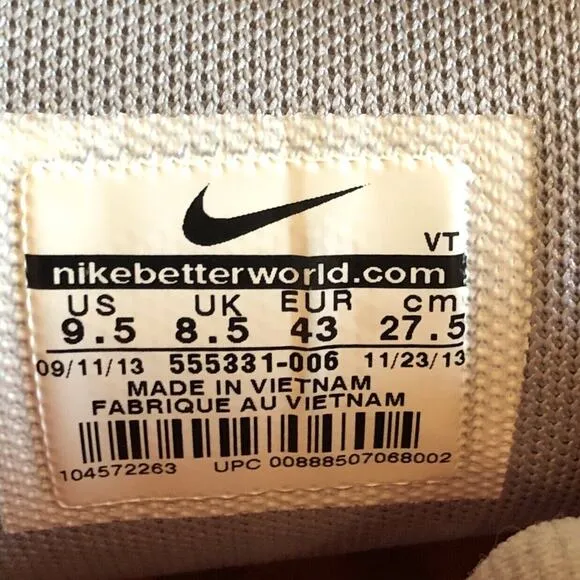 VT
nikebetterworld.com
US UK EUR cm
9.5 8.5 43 27.5
09/11/13 555331-006 11/23/13
MADE IN VIETNAM
FABRIQUE AU VIETNAM
104572263 UPC 00888507068002